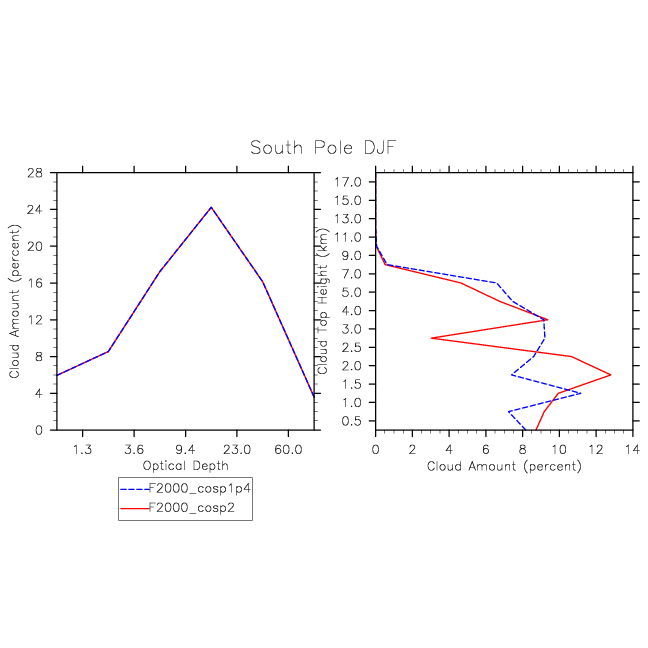 South Pole DJF
Cloud Amount (percent)
28
24
20
16
12
8
4
0
1.3 3.6 9.4 23.0 60.0
Optical Depth
Cloud Top Height (km)
17.0
15.0
13.0
11.0
9.0
7.0
5.0
4.0
3.0
2.5
2.0
1.5
1.0
0.5
0 2 4 6 8 10 12 14
Cloud Amount (percent)
F2000_cosp1p4
F2000_cosp2